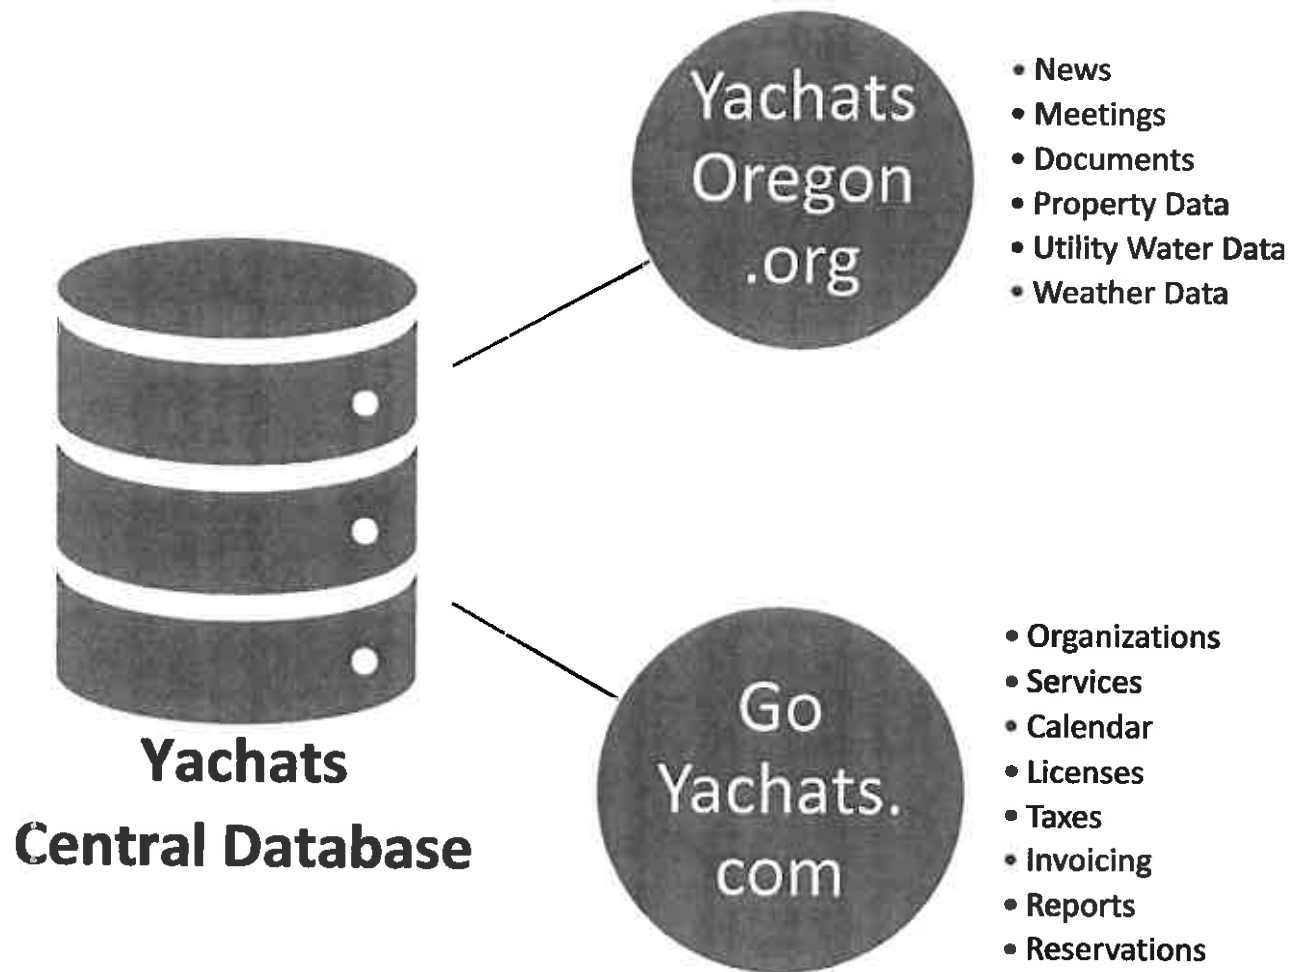 Yachats
Oregon
.org
• News
• Meetings
• Documents
• Property Data
• Utility Water Data
• Weather Data
Yachats
Central Database
Go
Yachats.
com
• Organizations
• Services
• Calendar
• Licenses
• Taxes
• Invoicing
• Reports
• Reservations